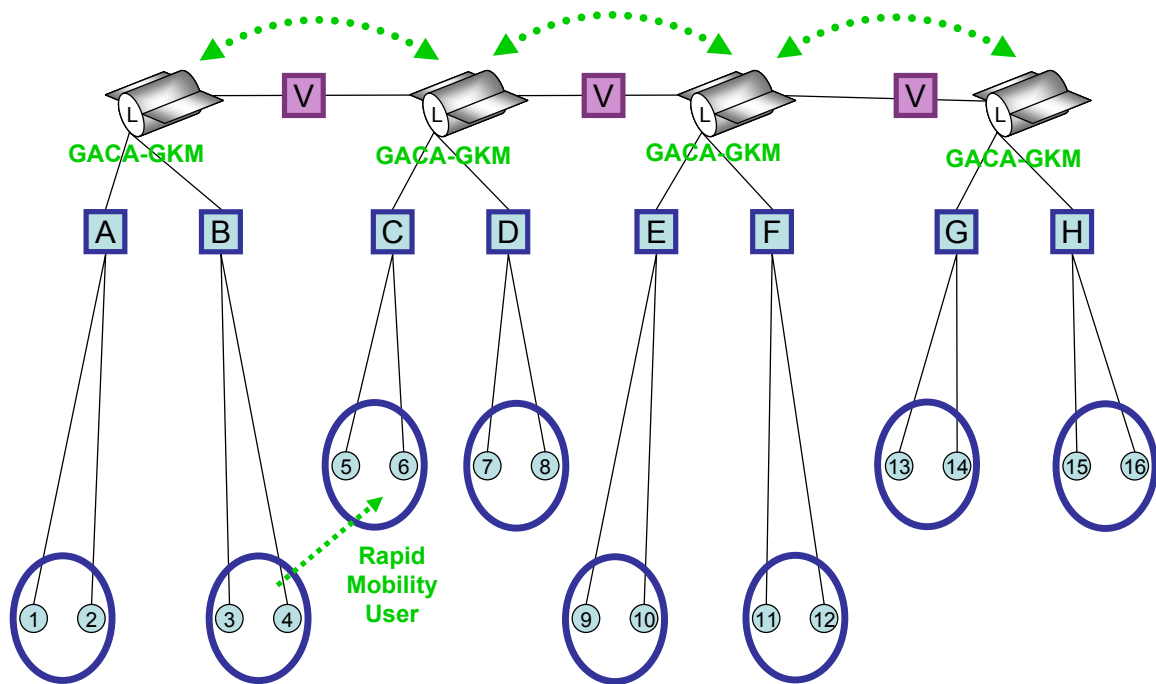 V V V
L L L L
GACA-GKM GACA-GKM GACA-GKM GACA-GKM
A B C D E F G H
5 6 7 8 13 14 15 16
Rapid
Mobility
User
1 2 3 4 9 10 11 12